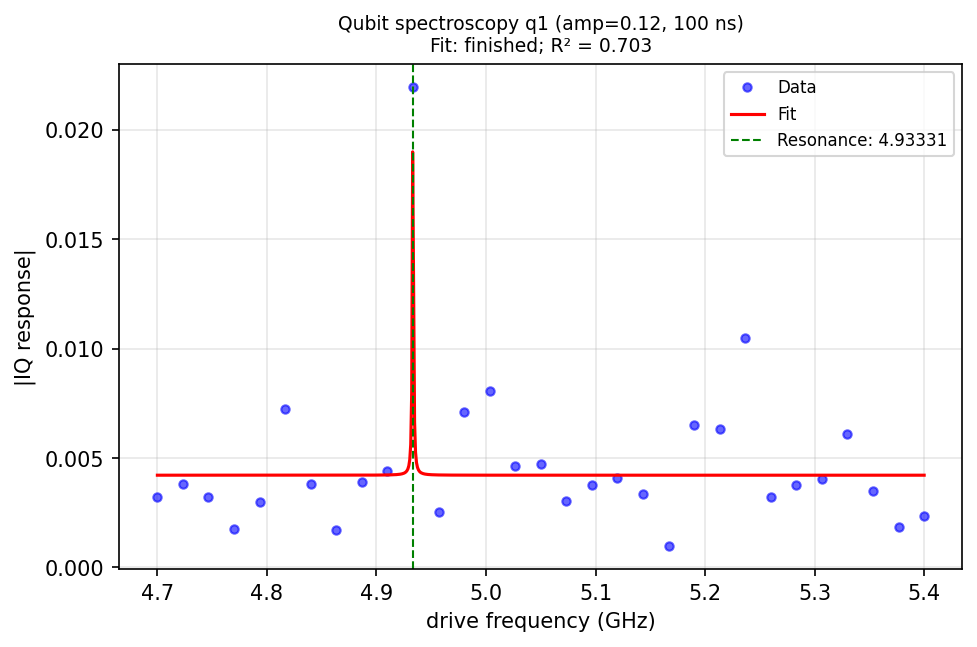 Qubit spectroscopy q1 (amp=0.12, 100 ns)
Fit: finished; R² = 0.703
Data
Fit
Resonance: 4.93331
|IQ response|
0.020
0.015
0.010
0.005
0.000
4.7 4.8 4.9 5.0 5.1 5.2 5.3 5.4
drive frequency (GHz)